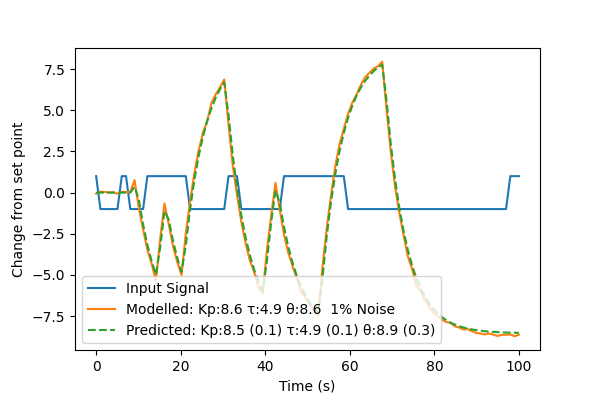 7.5
5.0
2.5
0.0
−2.5
−5.0
−7.5
Change from set point
Input Signal
Modelled: Kp:8.6 τ:4.9 θ:8.6  1% Noise
Predicted: Kp:8.5 (0.1) τ:4.9 (0.1) θ:8.9 (0.3)
0 20 40 60 80 100
Time (s)